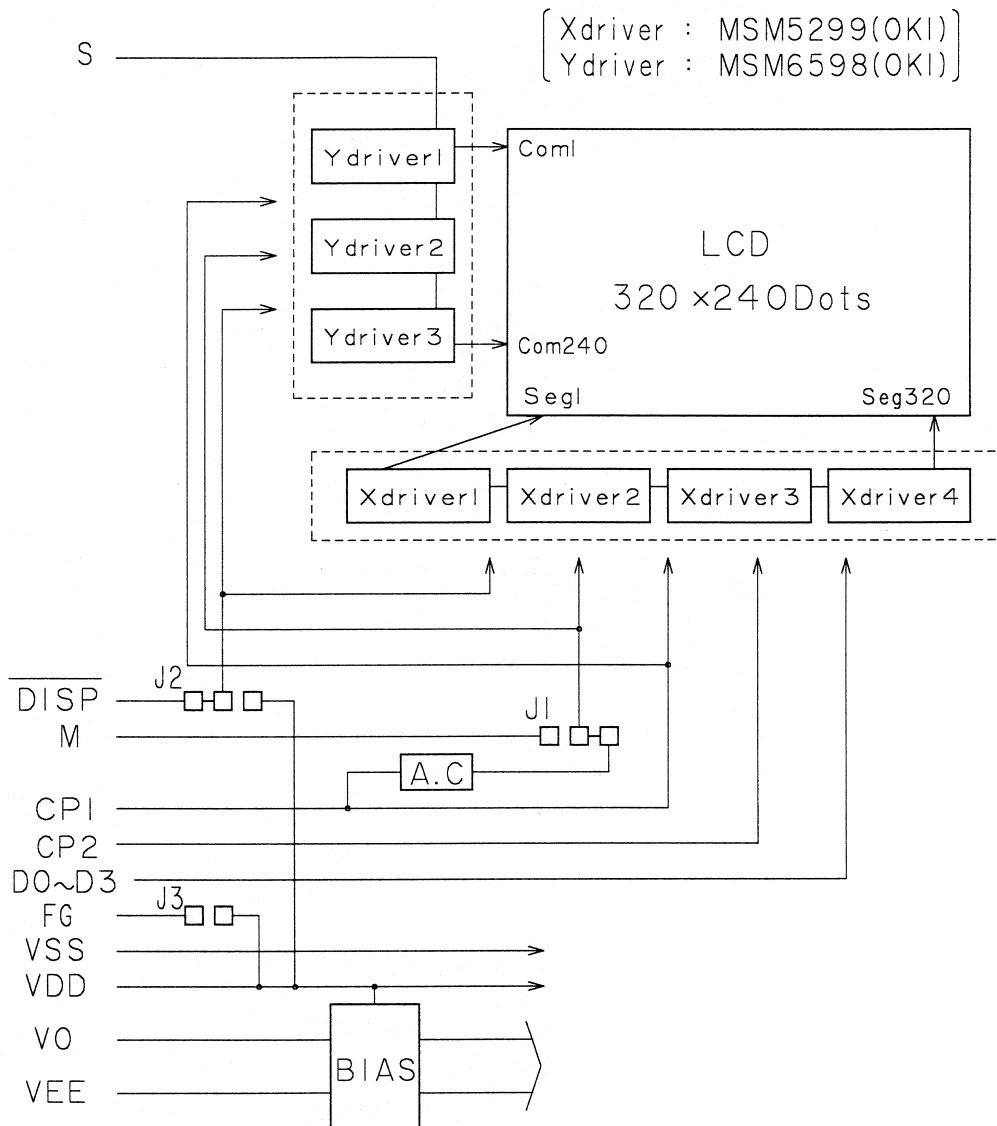 Xdriver : MSM5299(OKI)
Ydriver : MSM6598(OKI)
S
Ydriver1
Ydriver2
Ydriver3
Com1
LCD
320 ×240Dots
Com240
Seg1
Seg320
Xdriver1
Xdriver2
Xdriver3
Xdriver4
DISP
J2
M
J1
A.C
CP1
CP2
D0~D3
FG
J3
VSS
VDD
VO
BIAS
VEE